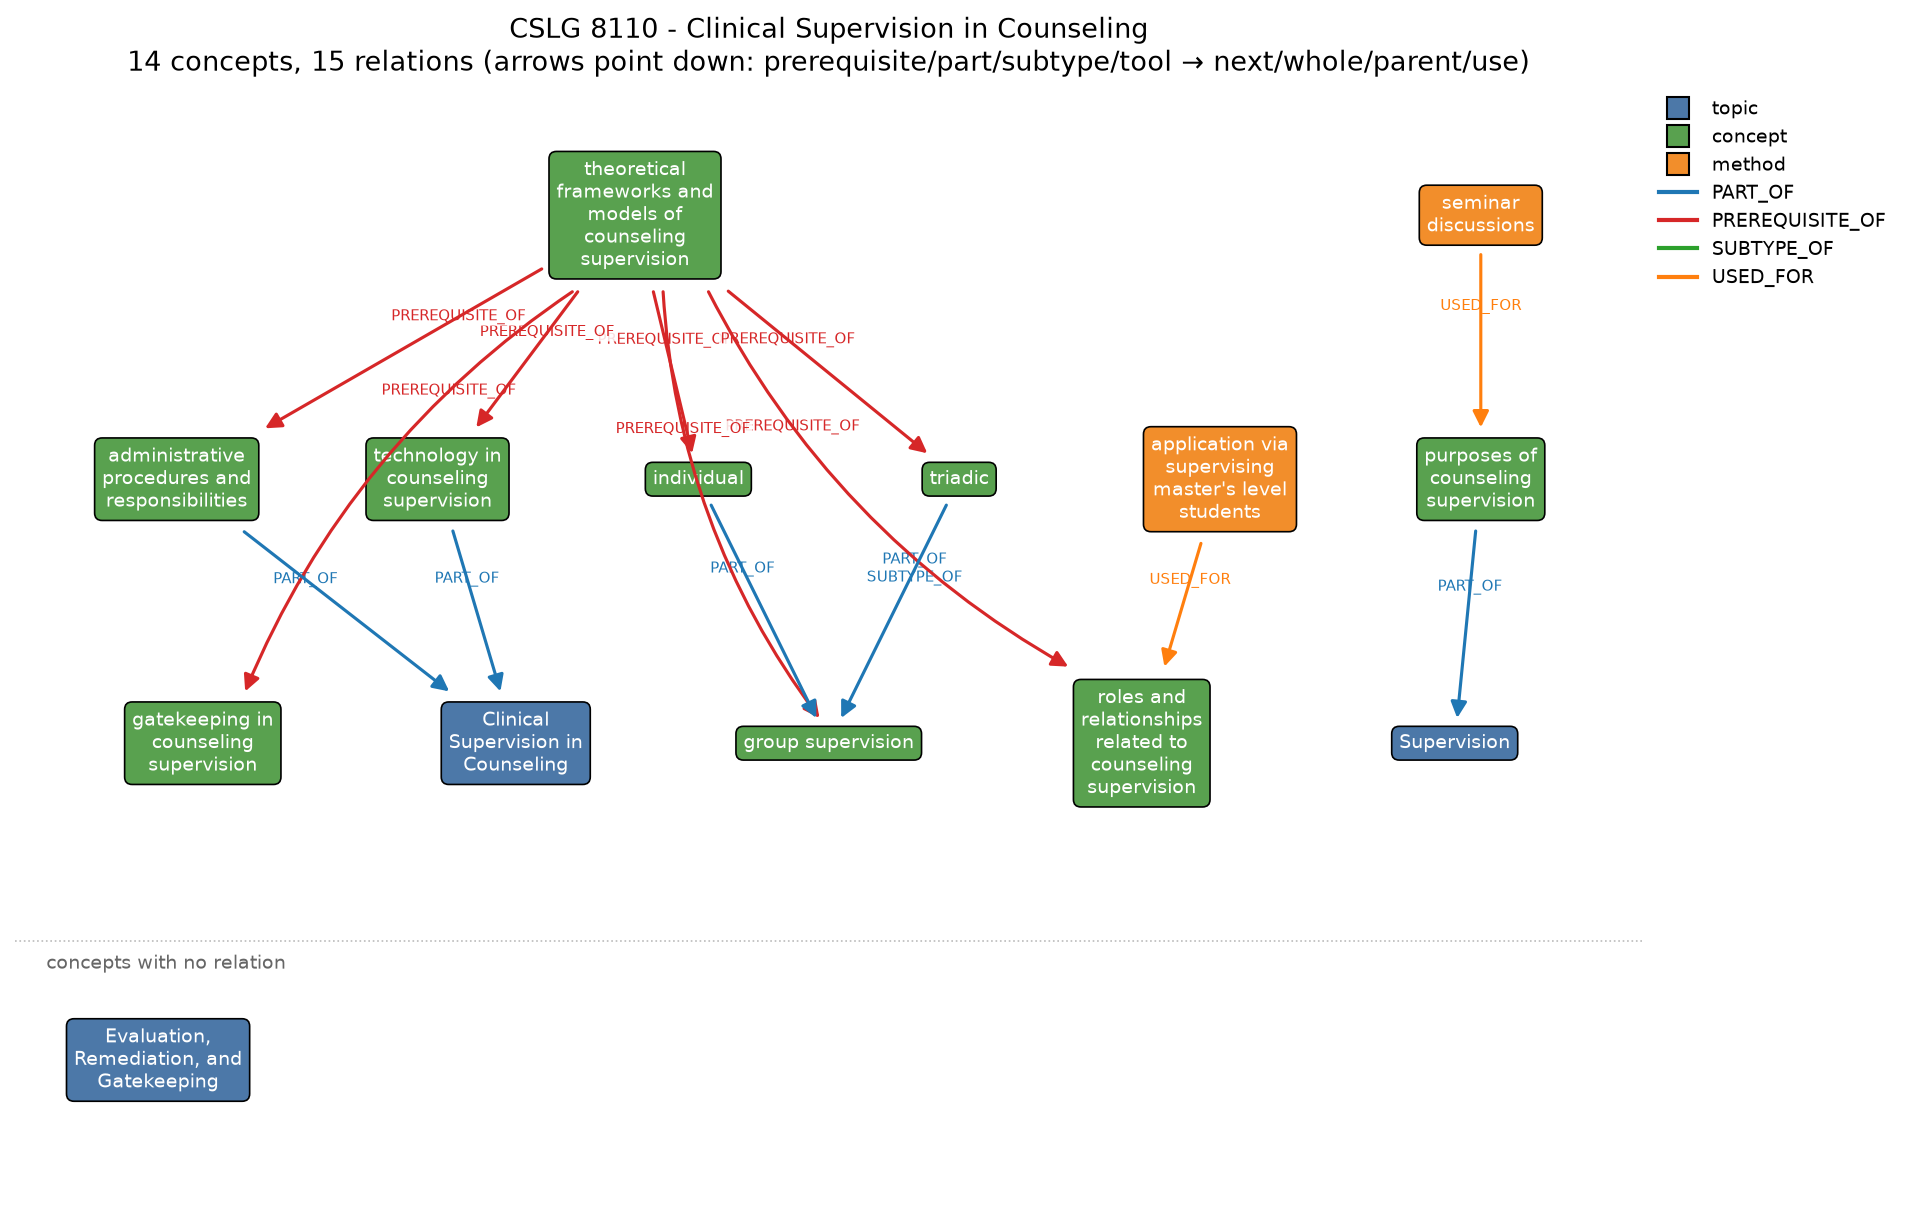 CSLG 8110 - Clinical Supervision in Counseling
14 concepts, 15 relations (arrows point down: prerequisite/part/subtype/tool → next/whole/parent/use)
topic
concept
method
PART_OF
PREREQUISITE_OF
SUBTYPE_OF
USED_FOR
theoretical
frameworks and
models of
counseling
supervision
seminar
discussions
PREREQUISITE_OF
PREREQUISITE_OF
PREREQUISITE_OF
PREREQUISITE_OF
PREREQUISITE_OF
PREREQUISITE_OF
PREREQUISITE_OF
USED_FOR
administrative
procedures and
responsibilities
technology in
counseling
supervision
individual
triadic
application via
supervising
master's level
students
purposes of
counseling
supervision
PART_OF
PART_OF
PART_OF
PART_OF
SUBTYPE_OF
USED_FOR
PART_OF
gatekeeping in
counseling
supervision
Clinical
Supervision in
Counseling
group supervision
roles and
relationships
related to
counseling
supervision
Supervision
concepts with no relation
Evaluation,
Remediation, and
Gatekeeping